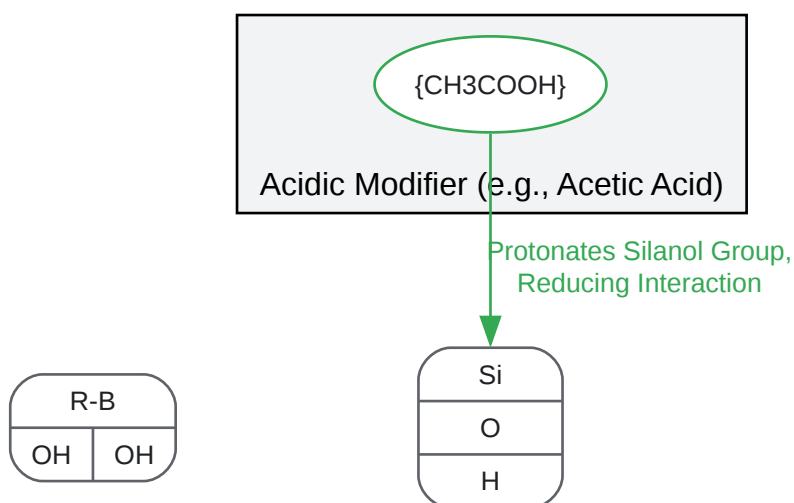 {CH3COOH}
Acidic Modifier (e.g., Acetic Acid)
Protonates Silanol Group,
Reducing Interaction
Si
R-B
O
OH OH
H